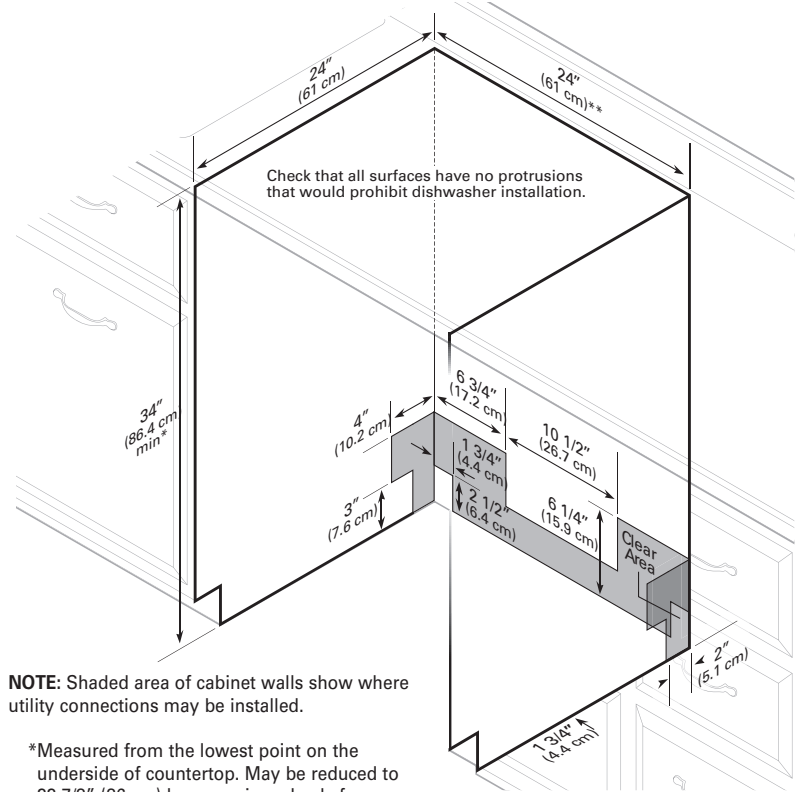 24″
(61 cm)
24″
(61 cm)**
Check that all surfaces have no protrusions
that would prohibit dishwasher installation.
34″
(86.4 cm)
min*
4″
(10.2 cm)
6 3/4″
(17.2 cm)
10 1/2″
(26.7 cm)
1 3/4″
(4.4 cm)
2 1/2″
(6.4 cm)
6 1/4″
(15.9 cm)
3″
(7.6 cm)
Clear
Area
2″
(5.1 cm)
1 3/4″
(4.4 cm)
NOTE: Shaded area of cabinet walls show where
utility connections may be installed.
*Measured from the lowest point on the
underside of countertop. May be reduced to